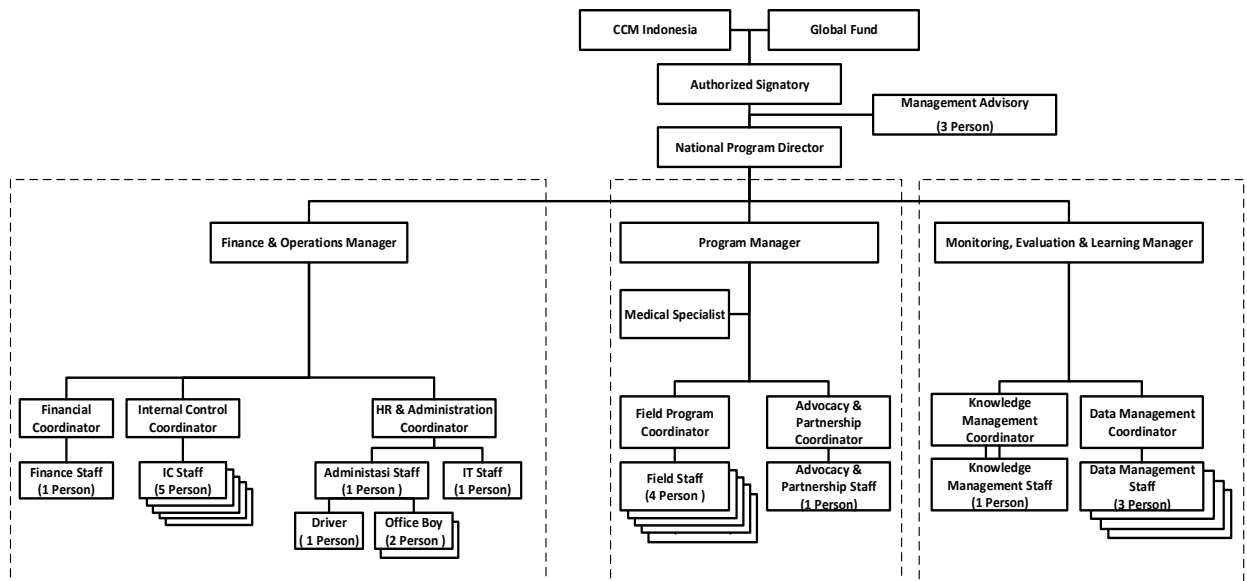 CCM Indonesia
Global Fund
Authorized Signatory
Management Advisory
(3 Person)
National Program Director
Finance & Operations Manager
Program Manager
Monitoring, Evaluation & Learning Manager
Medical Specialist
Financial
Coordinator
Internal Control
Coordinator
HR & Administration
Coordinator
Field Program
Coordinator
Advocacy &
Partnership
Coordinator
Knowledge
Management
Coordinator
Data Management
Coordinator
Finance Staff
(1 Person)
IC Staff
(5 Person)
Administasi Staff
(1 Person )
IT Staff
(1 Person)
Field Staff
(4 Person )
Advocacy &
Partnership Staff
(1 Person)
Knowledge
Management Staff
(1 Person)
Data Management
Staff
(3 Person)
Driver
( 1 Person)
Office Boy
(2 Person )